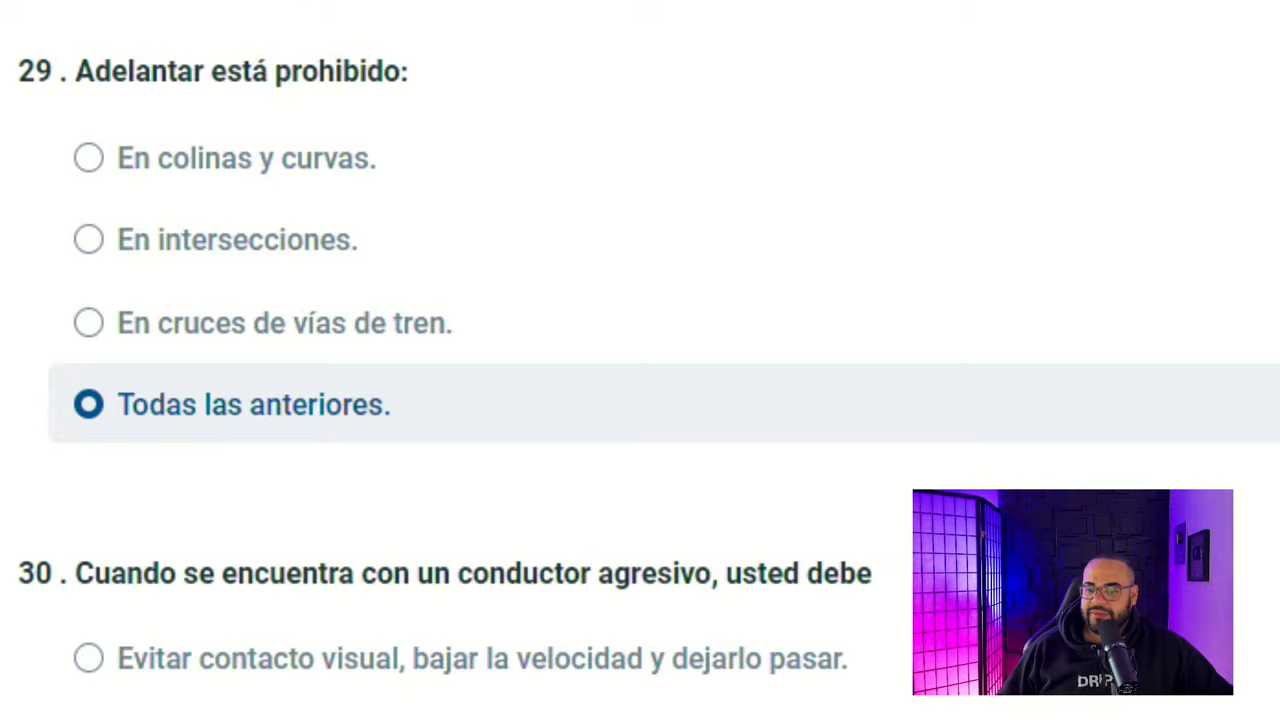 29 . Adelantar está prohibido:
En colinas y curvas.
En intersecciones.
En cruces de vías de tren.
Todas las anteriores.
30 . Cuando se encuentra con un conductor agresivo, usted debe
Evitar contacto visual, bajar la velocidad y dejarlo pasar.